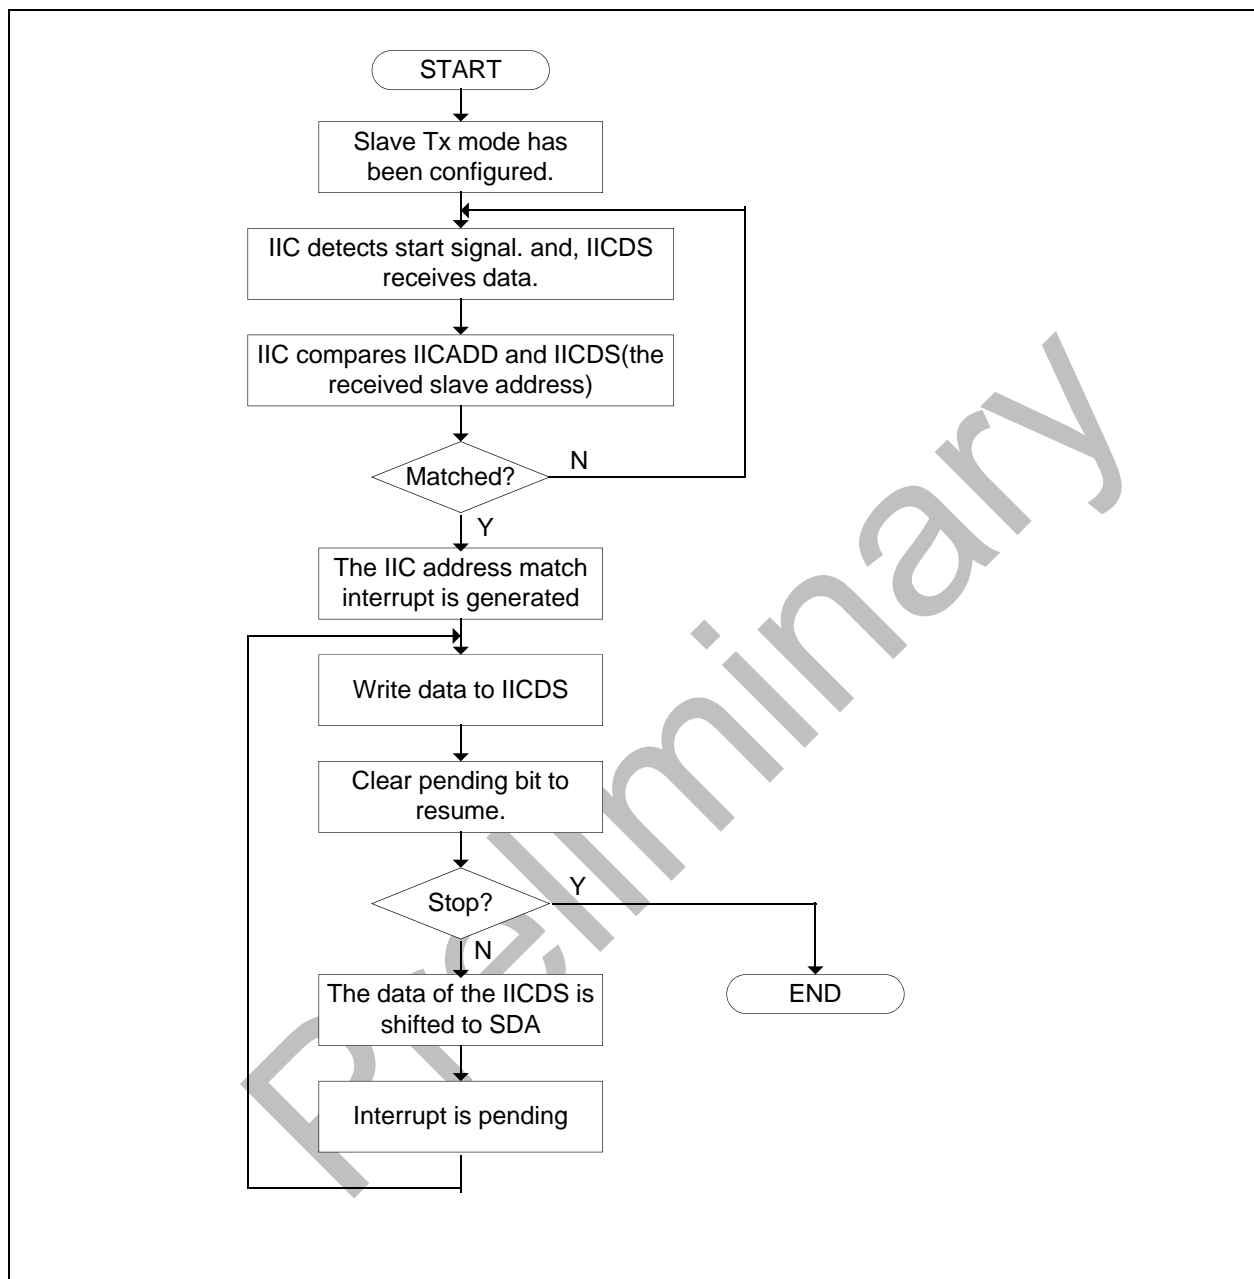 START
Slave Tx mode has
been configured.
IIC detects start signal. and, IICDS
receives data.
IIC compares IICADD and IICDS(the
received slave address)
Matched?
N
Y
The IIC address match
interrupt is generated
Write data to IICDS
Clear pending bit to
resume.
Stop?
Y
N
The data of the IICDS is
shifted to SDA
END
Interrupt is pending
Preliminary